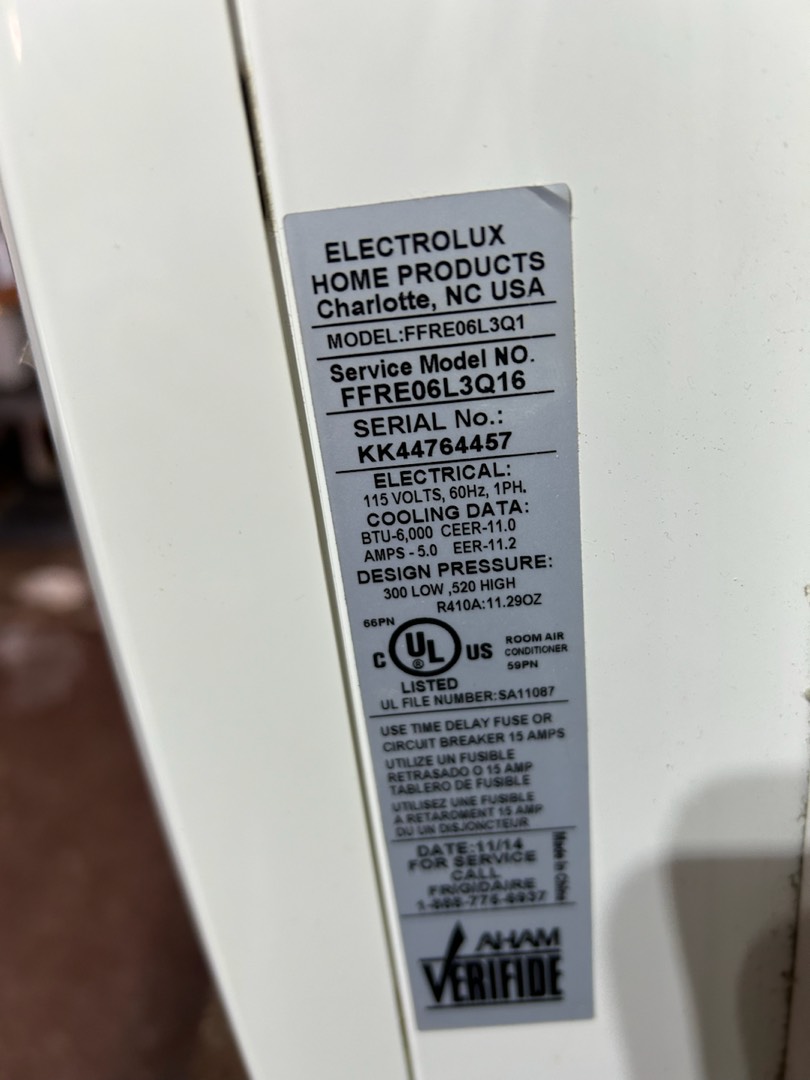 ELECTROLUX
HOME PRODUCTS
Charlotte, NC USA
MODEL:FFRE06L3Q1
Service Model NO.
FFRE06L3Q16
SERIAL No.:
KK44764457
ELECTRICAL:
115 VOLTS, 60Hz, 1PH.
COOLING DATA:
BTU-6,000 CEER-11.0
AMPS - 5.0 EER-11.2
DESIGN PRESSURE:
300 LOW ,520 HIGH
R410A:11.29OZ
66PN
C UL® US
LISTED
ROOM AIR
CONDITIONER
59PN
UL FILE NUMBER:SA11087
USE TIME DELAY FUSE OR
CIRCUIT BREAKER 15 AMPS
UTILIZE UN FUSIBLE
RETRASADO O 15 AMP
TABLERO DE FUSIBLE
UTILISEZ UNE FUSIBLE
A RETARDMENT 15 AMP
OU UN DISJONCTEUR
DATE:11/14
FOR SERVICE
CALL
FRIGIDAIRE
Made in China
AHAM
VERIFIDE